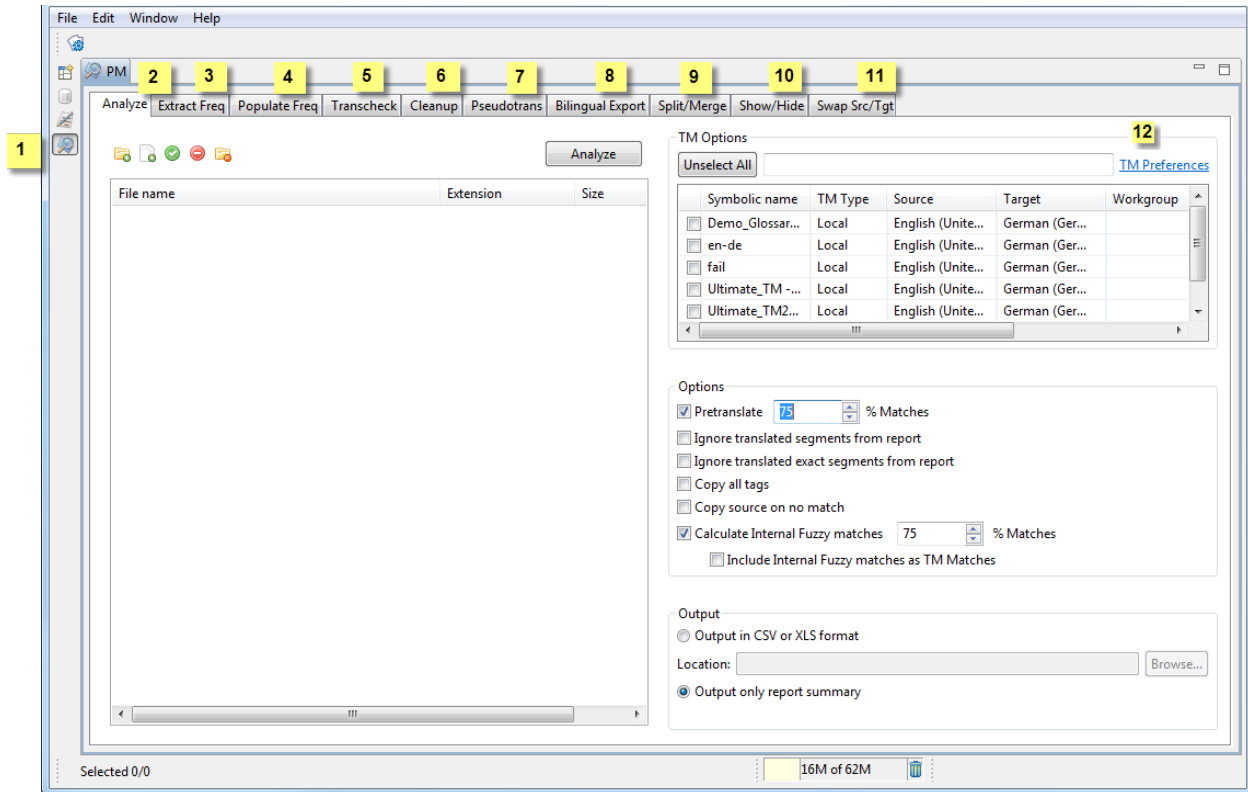 File Edit Window Help
PM
2 3 4 5 6 7 8 9 10 11
Analyze Extract Freq Populate Freq Transcheck Cleanup Pseudotrans Bilingual Export Split/Merge Show/Hide Swap Src/Tgt
1
Analyze
File name Extension Size
TM Options
12
Unselect All TM Preferences
Symbolic name TM Type Source Target Workgroup
Demo_Glossar... Local English (Unite... German (Ger...
en-de Local English (Unite... German (Ger...
fail Local English (Unite... German (Ger...
Ultimate_TM -... Local English (Unite... German (Ger...
Ultimate_TM2... Local English (Unite... German (Ger...
Options
Pretranslate 75 % Matches
Ignore translated segments from report
Ignore translated exact segments from report
Copy all tags
Copy source on no match
Calculate Internal Fuzzy matches 75 % Matches
Include Internal Fuzzy matches as TM Matches
Output
Output in CSV or XLS format
Location: Browse...
Output only report summary
Selected 0/0 16M of 62M